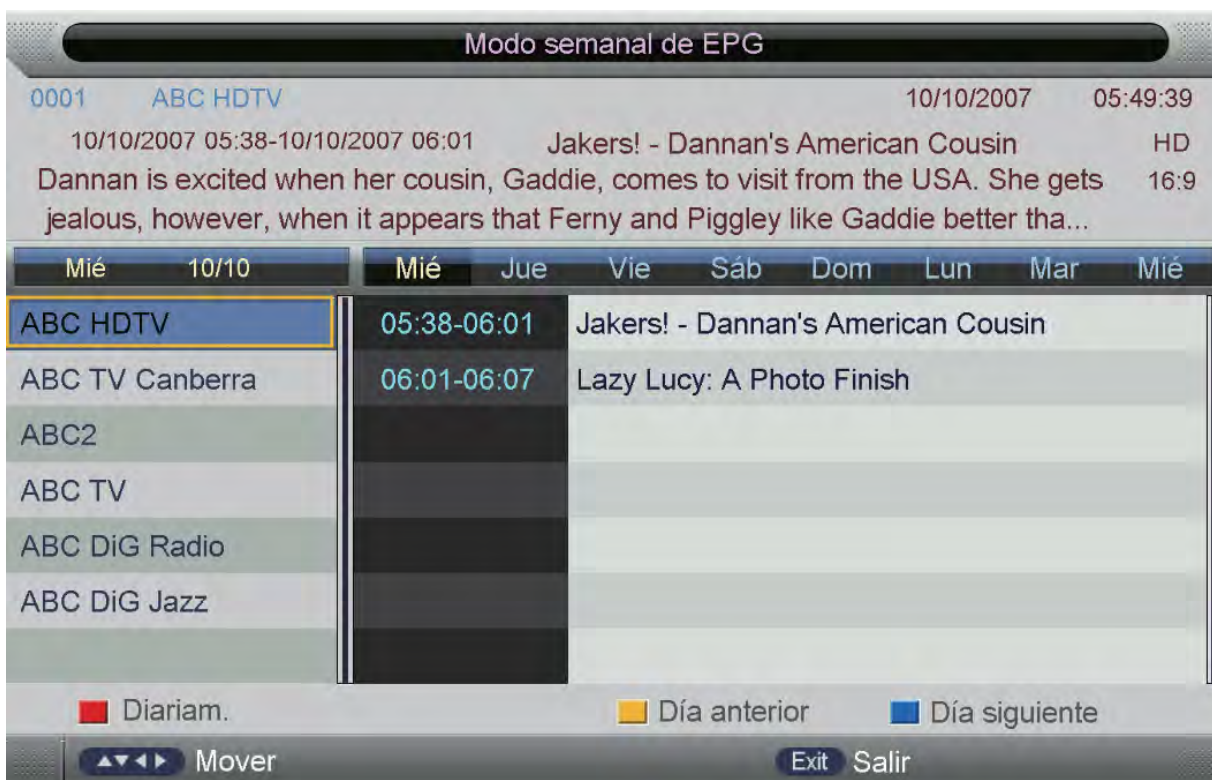 Modo semanal de EPG
0001 ABC HDTV 10/10/2007 05:49:39
10/10/2007 05:38-10/10/2007 06:01 Jakers! - Dannan's American Cousin HD
Dannan is excited when her cousin, Gaddie, comes to visit from the USA. She gets 16:9
jealous, however, when it appears that Ferny and Piggley like Gaddie better tha...
Mié 10/10 Mié Jue Vie Sáb Dom Lun Mar Mié
ABC HDTV 05:38-06:01 Jakers! - Dannan's American Cousin
ABC TV Canberra 06:01-06:07 Lazy Lucy: A Photo Finish
ABC2
ABC TV
ABC DiG Radio
ABC DiG Jazz
Diariam. Día anterior Día siguiente
Mover Exit Salir